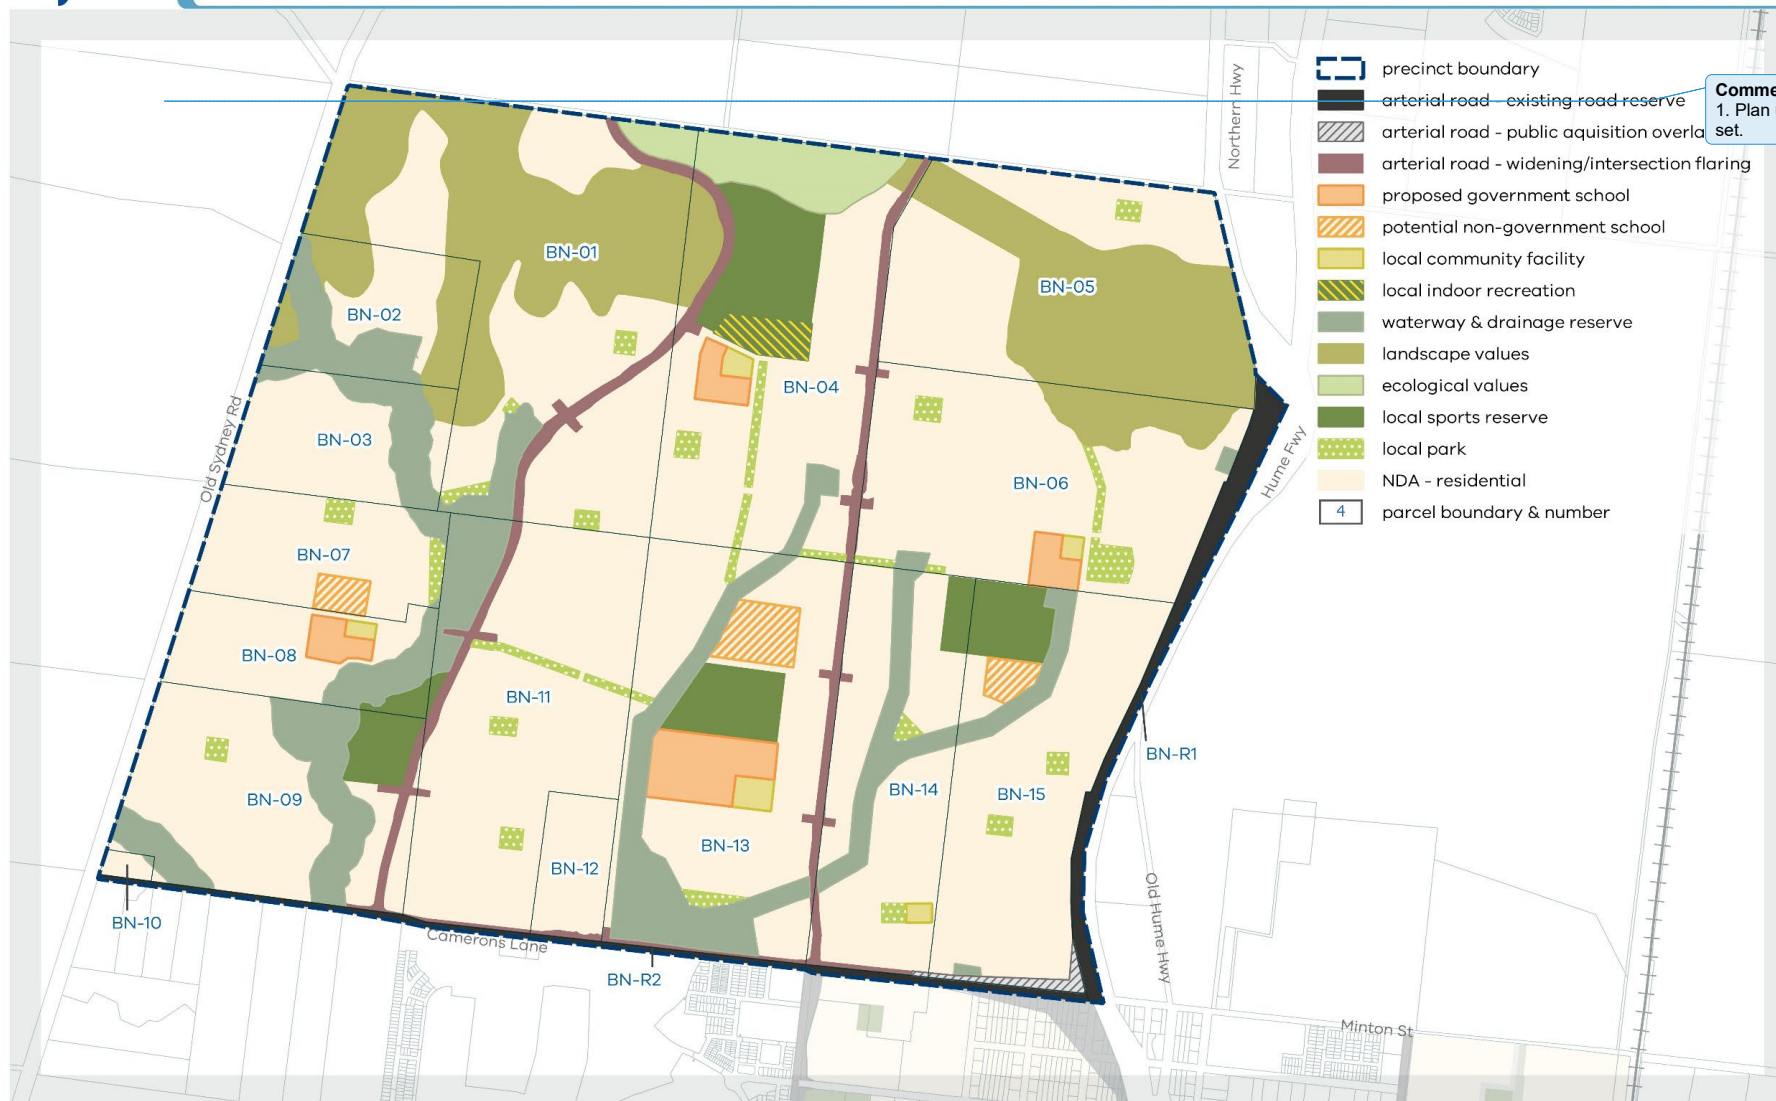 precinct boundary
arterial road - existing road reserve
arterial road - public aquisition overla
arterial road - widening/intersection flaring
proposed government school
potential non-government school
local community facility
local indoor recreation
waterway & drainage reserve
landscape values
ecological values
local sports reserve
local park
NDA - residential
4 parcel boundary & number
Comme
1. Plan
set.
Northern Hwy
BN-01
BN-05
BN-02
BN-04
BN-03
Old Sydney Rd
Hume Fwy
BN-06
BN-07
BN-08
BN-11
BN-R1
BN-09
BN-14
BN-15
BN-13
BN-12
BN-10
Camerons Lane
BN-R2
Old Hume Hwy
Minton St